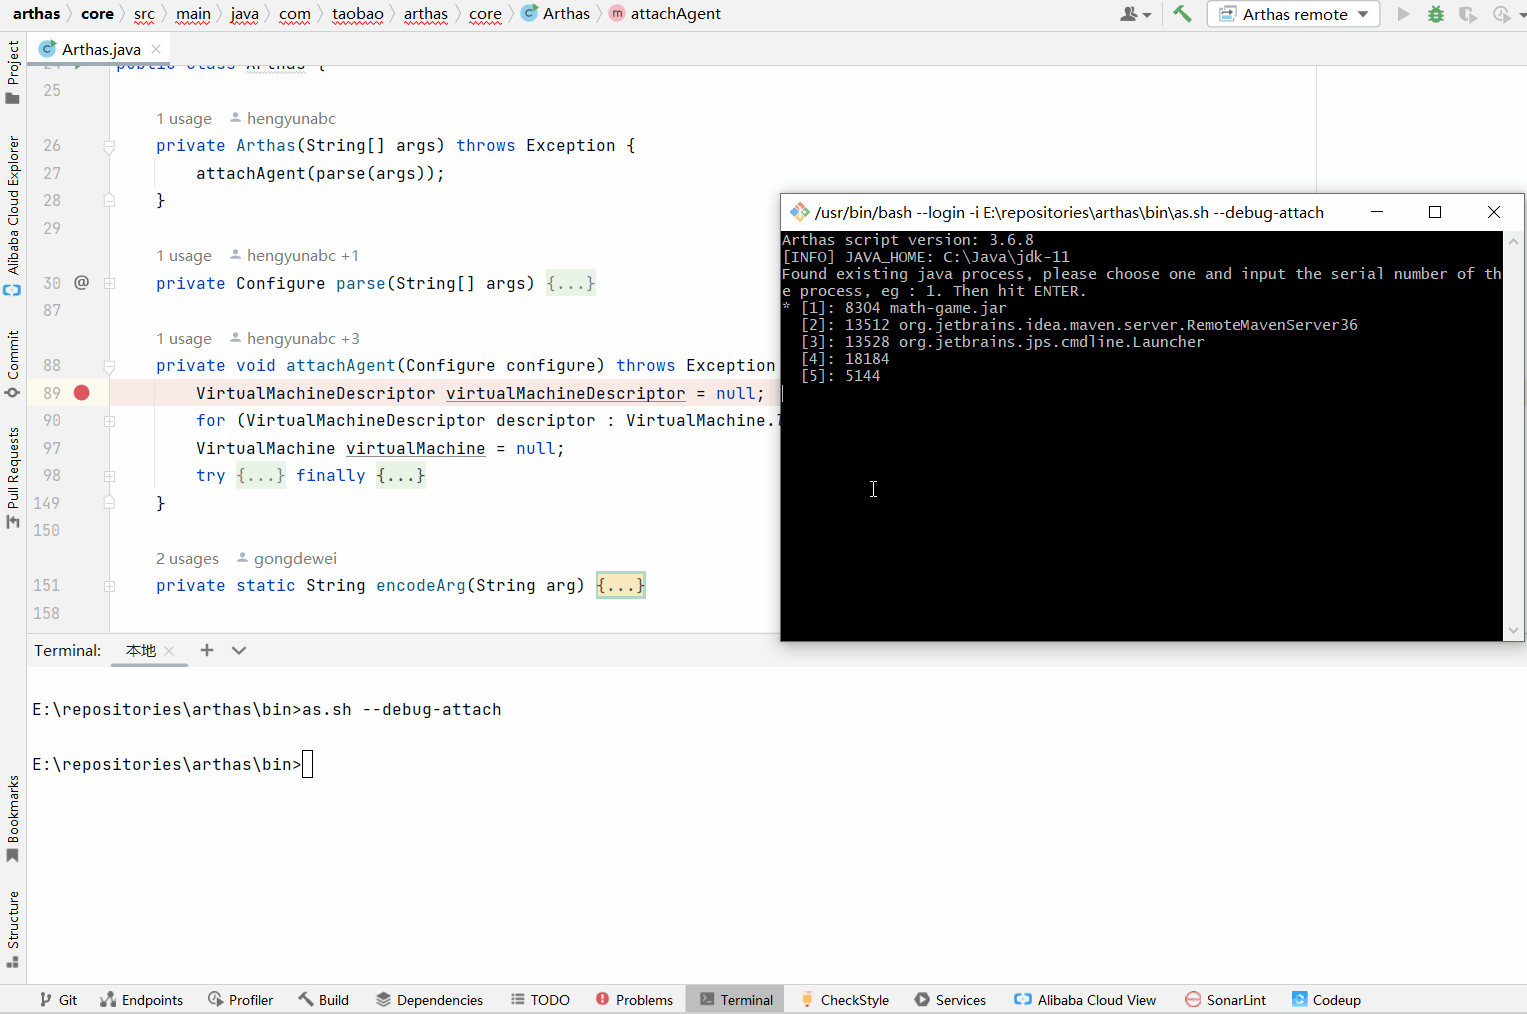 arthas core src main java com taobao arthas core Arthas attachAgent Arthas remote
Arthas.java
Project
Alibaba Cloud Explorer
Commit
Pull Requests
Bookmarks
Structure
24 public class Arthas {
25
1 usage hengyunabc
26 private Arthas(String[] args) throws Exception {
27 attachAgent(parse(args));
28 }
29
1 usage hengyunabc +1
30 @ private Configure parse(String[] args) {...}
87
1 usage hengyunabc +3
88 private void attachAgent(Configure configure) throws Exception
89 VirtualMachineDescriptor virtualMachineDescriptor = null;
90 for (VirtualMachineDescriptor descriptor : VirtualMachine.
97 VirtualMachine virtualMachine = null;
98 try {...} finally {...}
149 }
150
2 usages gongdewei
151 private static String encodeArg(String arg) {...}
158
/usr/bin/bash --login -i E:\repositories\arthas\bin\as.sh --debug-attach
Arthas script version: 3.6.8
[INFO] JAVA_HOME: C:\Java\jdk-11
Found existing java process, please choose one and input the serial number of th
e process, eg : 1. Then hit ENTER.
* [1]: 8304 math-game.jar
[2]: 13512 org.jetbrains.idea.maven.server.RemoteMavenServer36
[3]: 13528 org.jetbrains.jps.cmdline.Launcher
[4]: 18184
[5]: 5144
Terminal: 本地
E:\repositories\arthas\bin>as.sh --debug-attach
E:\repositories\arthas\bin>
Git Endpoints Profiler Build Dependencies TODO Problems Terminal CheckStyle Services Alibaba Cloud View SonarLint Codeup